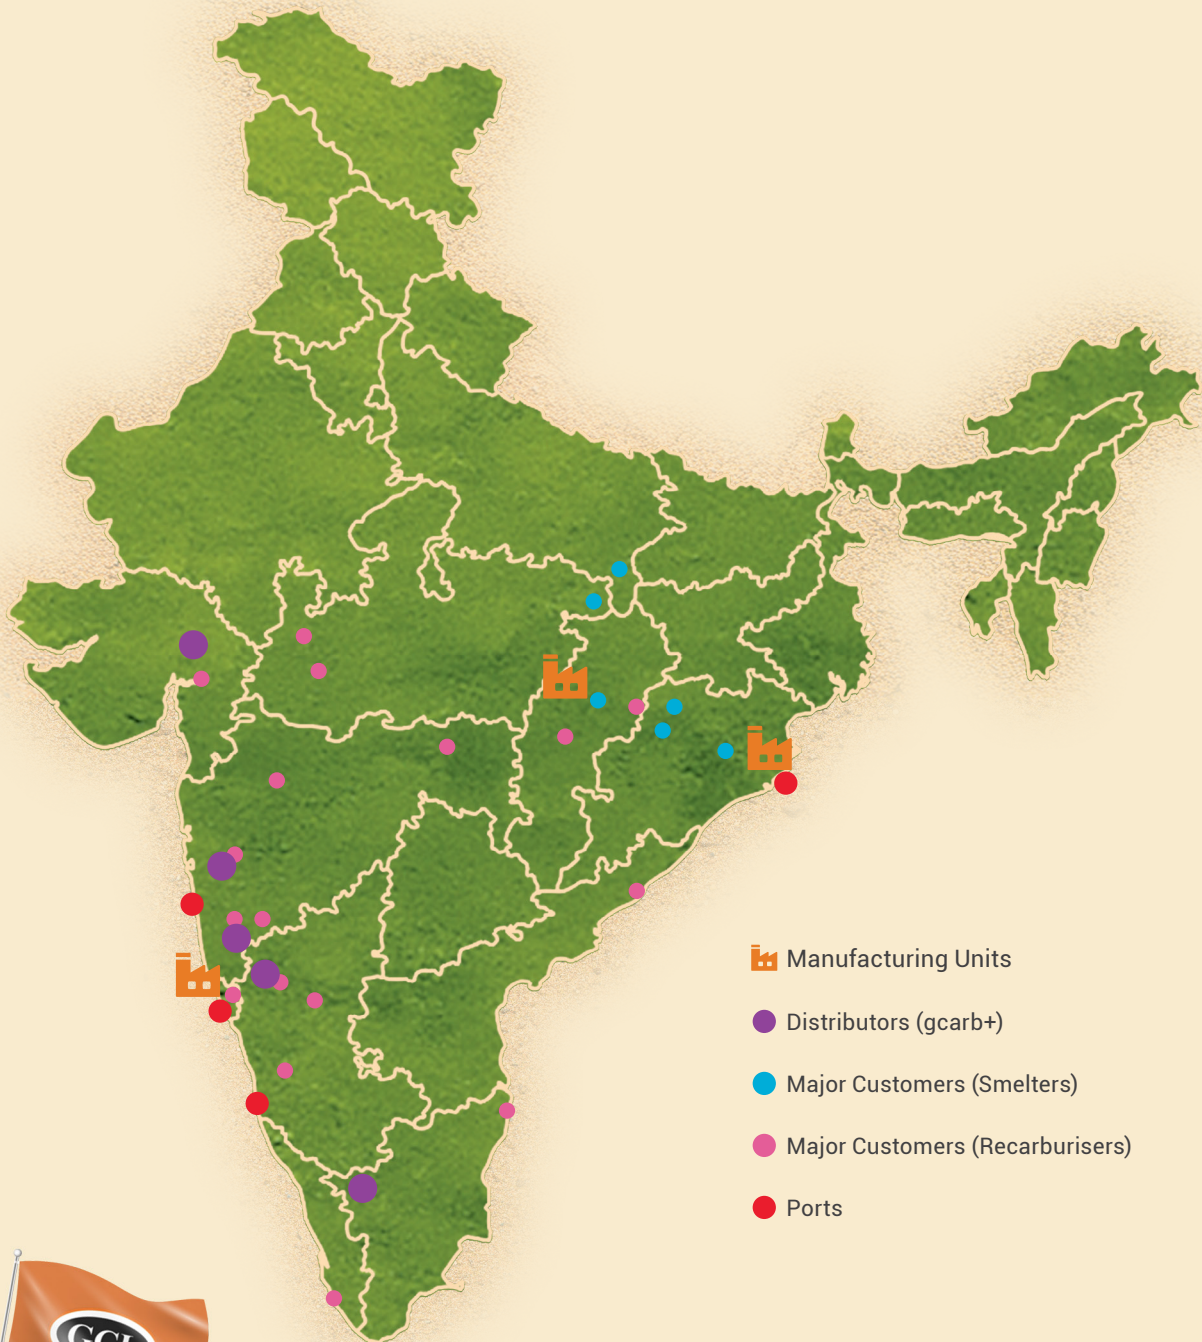 Manufacturing Units
Distributors (gcarb+)
Major Customers (Smelters)
Major Customers (Recarburisers)
Ports